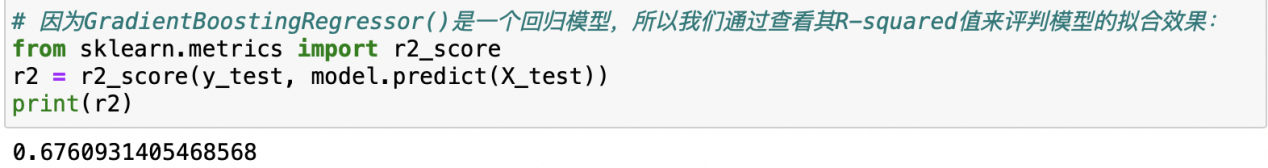 # 因为GradientBoostingRegressor()是一个回归模型，所以我们通过查看其R-squared值来评判模型的拟合效果：
from sklearn.metrics import r2_score
r2 = r2_score(y_test, model.predict(X_test))
print(r2)
0.6760931405468568